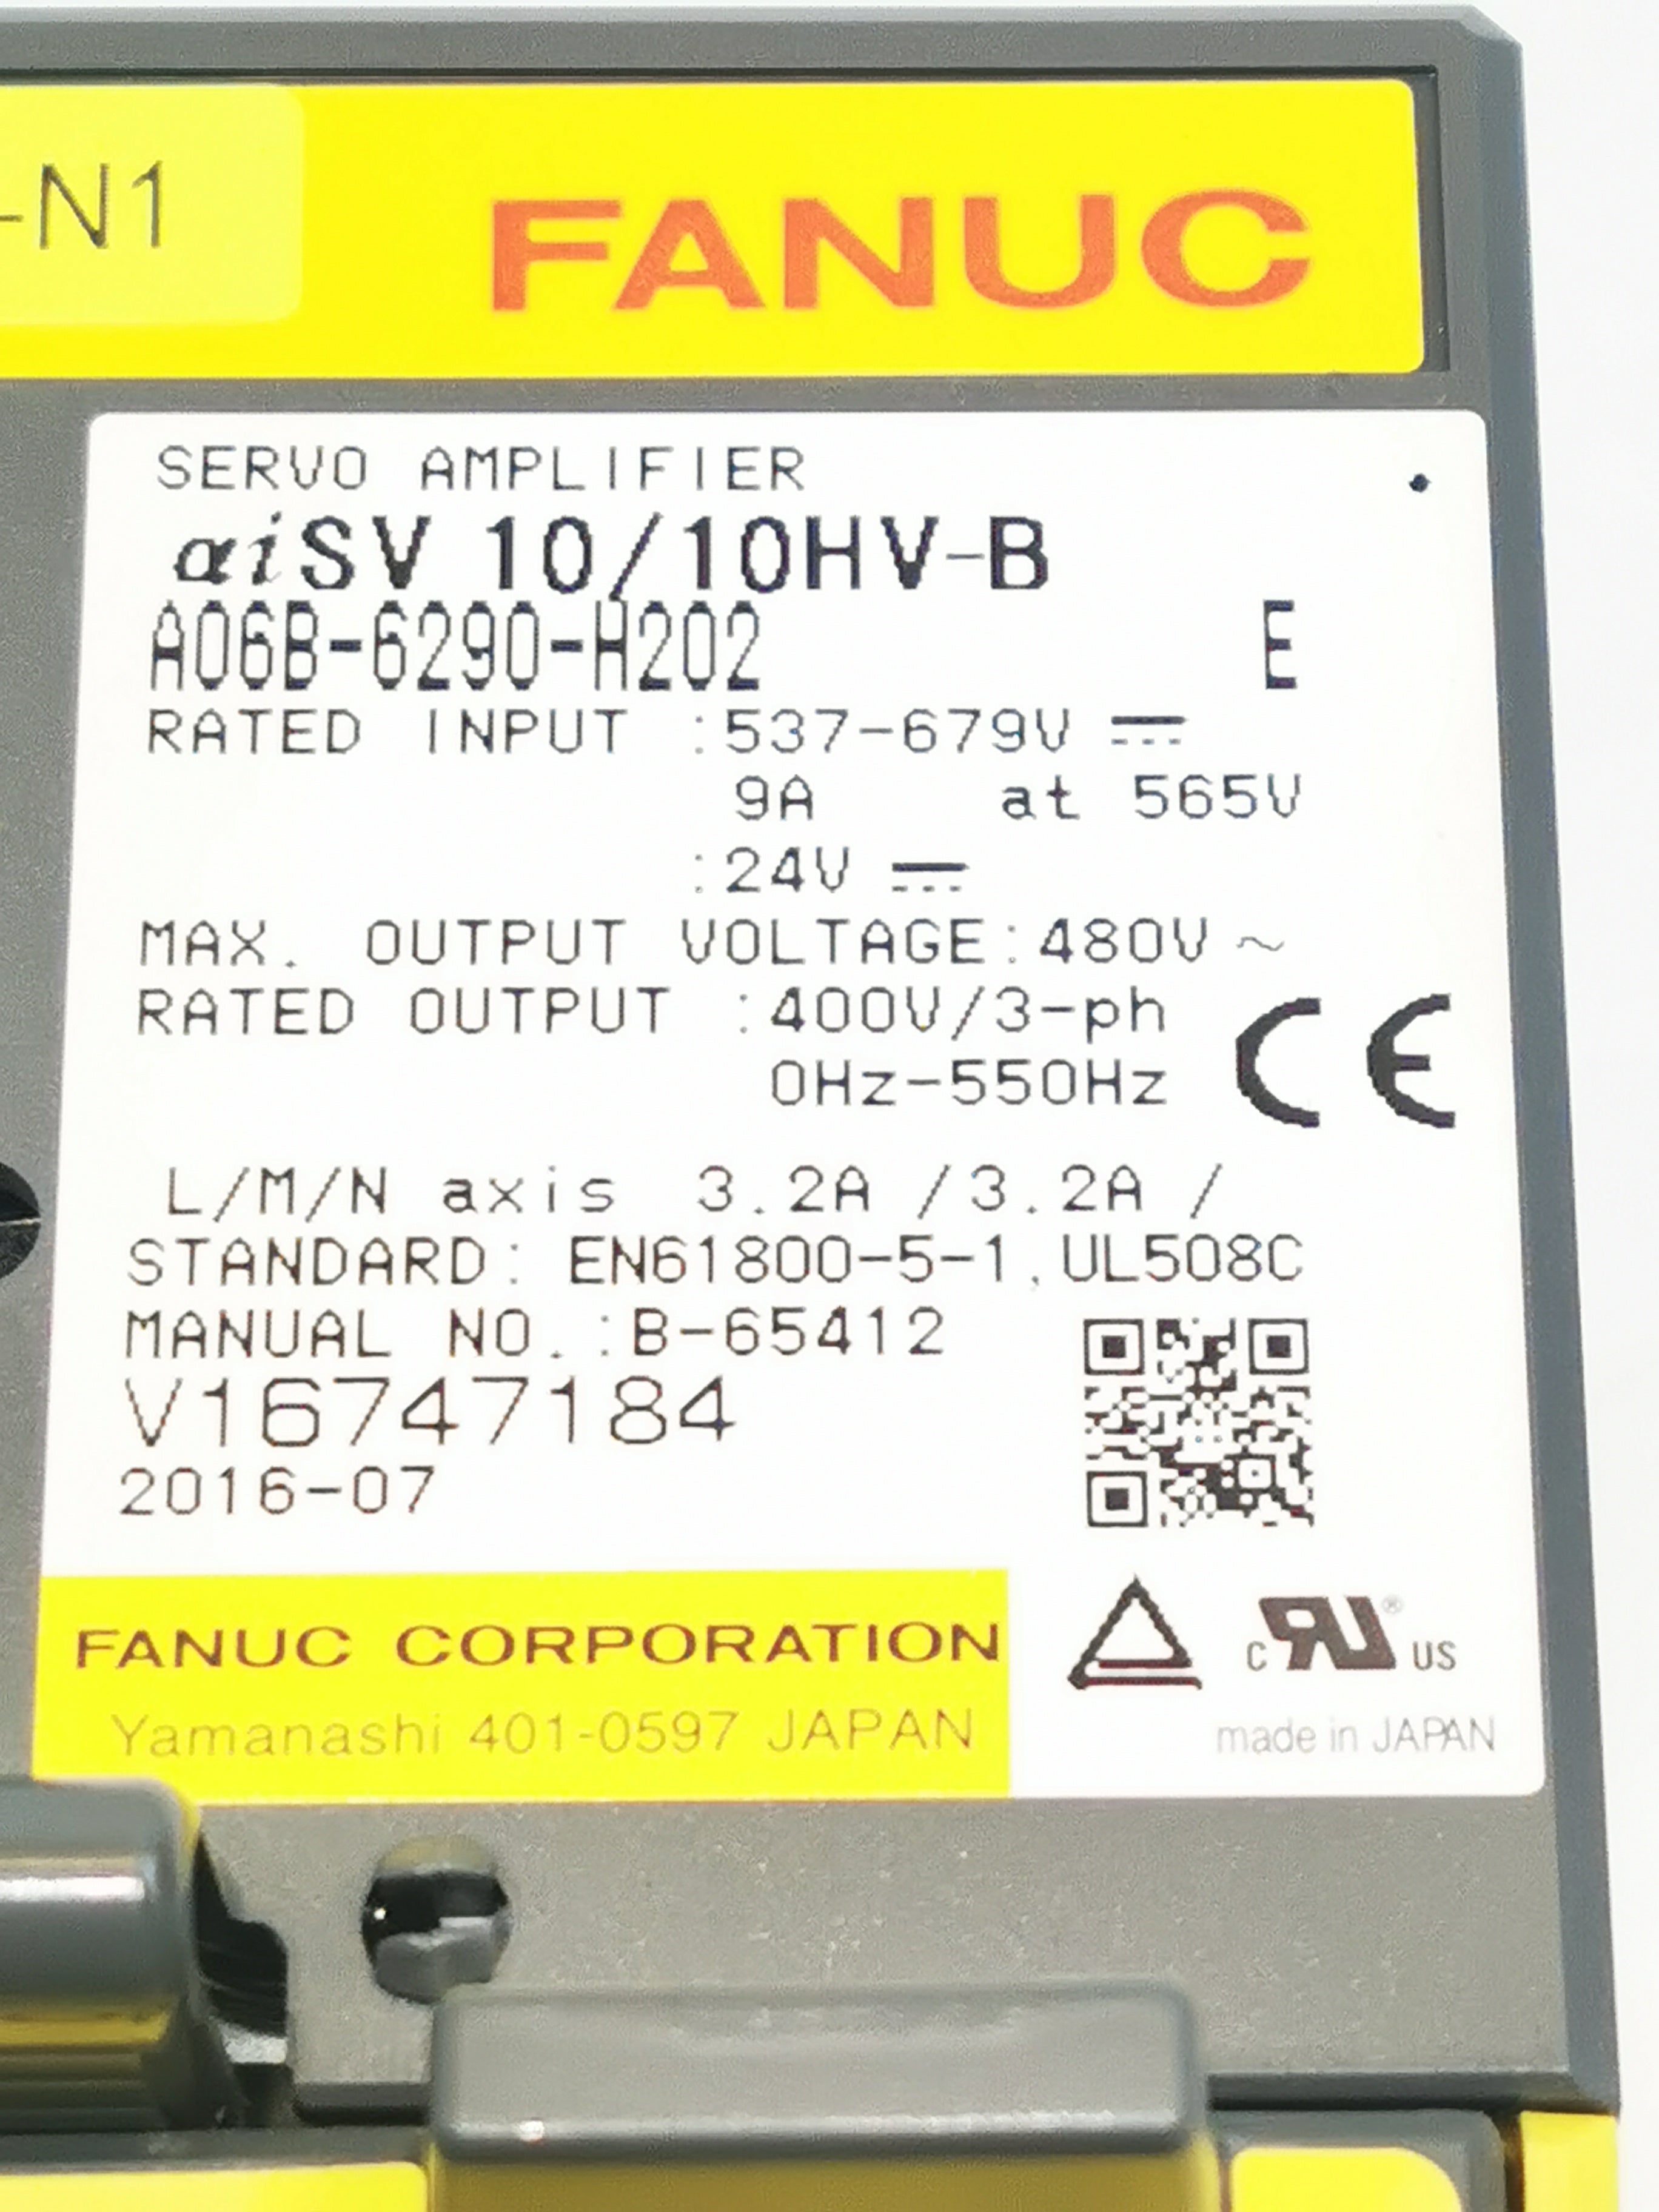 -N1
FANUC
SERVO AMPLIFIER
αiSV 10/10HV-B
A06B-6290-H202 E
RATED INPUT :537-679V ⎓
9A at 565V
:24V ⎓
MAX. OUTPUT VOLTAGE:480V~
RATED OUTPUT :400V/3-ph
0Hz-550Hz
CE
L/M/N axis 3.2A /3.2A /
STANDARD: EN61800-5-1,UL508C
MANUAL NO.:B-65412
V16747184
2016-07
FANUC CORPORATION
Yamanashi 401-0597 JAPAN
c RU ® US
made in JAPAN